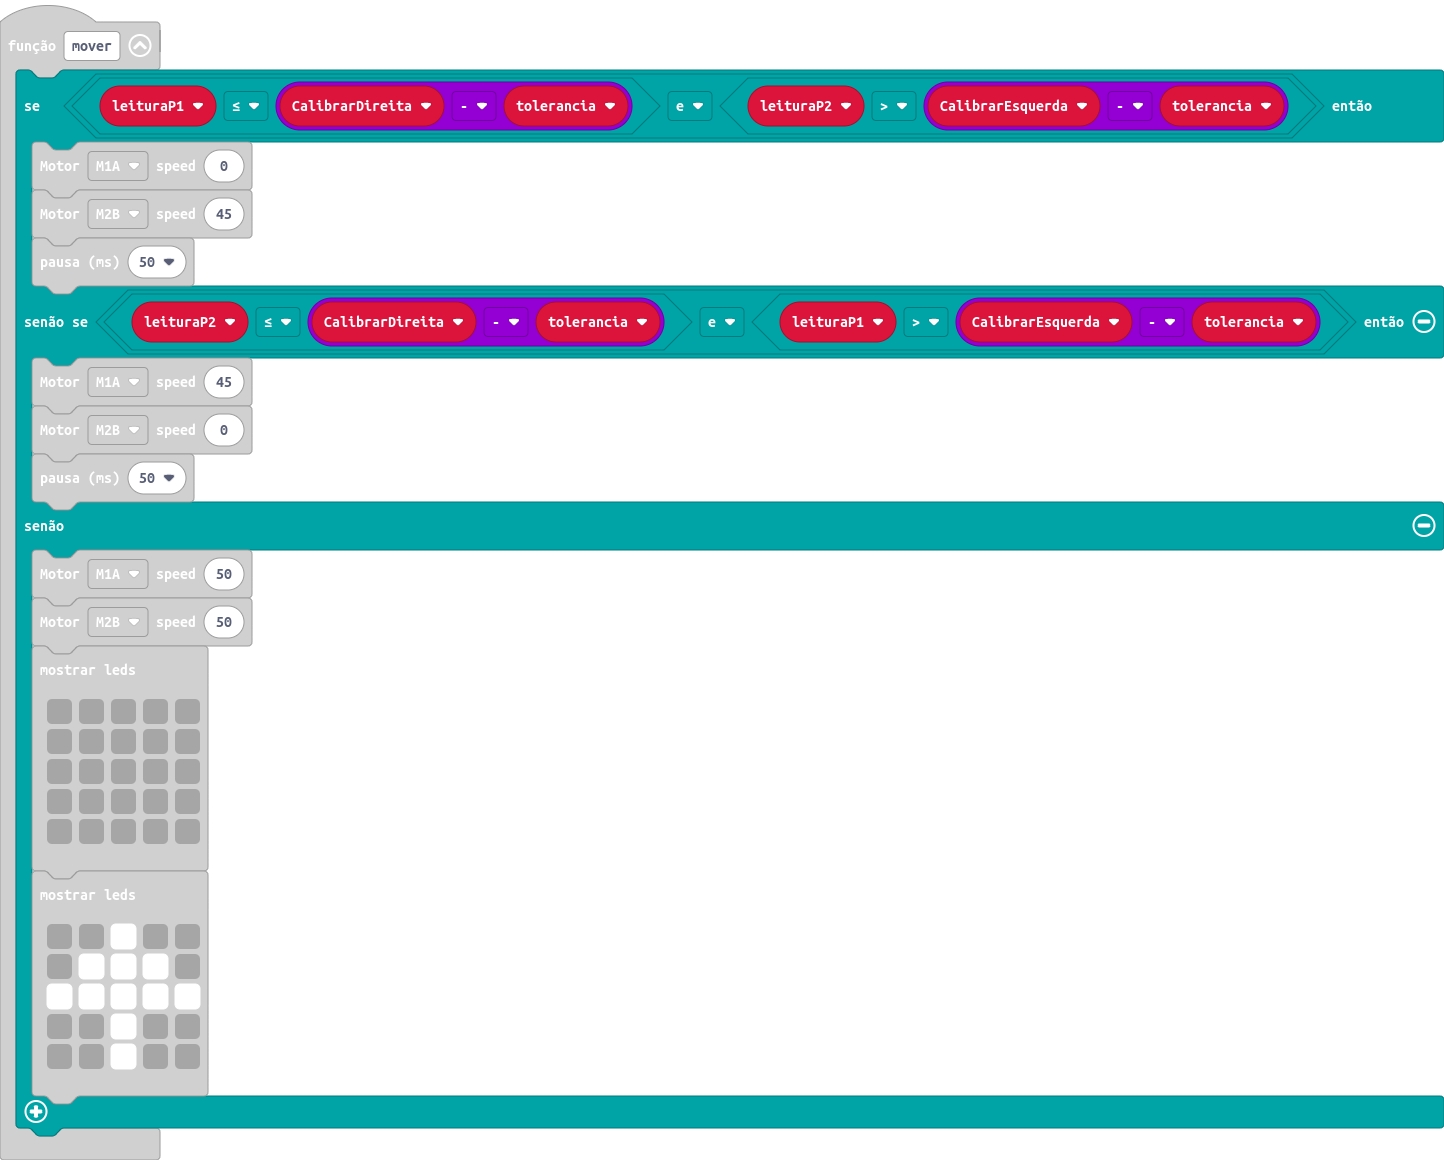 função mover
se leituraP1 ≤ CalibrarDireita - tolerancia e leituraP2 > CalibrarEsquerda - tolerancia então
Motor M1A speed 0
Motor M2B speed 45
pausa (ms) 50
senão se leituraP2 ≤ CalibrarDireita - tolerancia e leituraP1 > CalibrarEsquerda - tolerancia então
Motor M1A speed 45
Motor M2B speed 0
pausa (ms) 50
senão
Motor M1A speed 50
Motor M2B speed 50
mostrar leds
mostrar leds